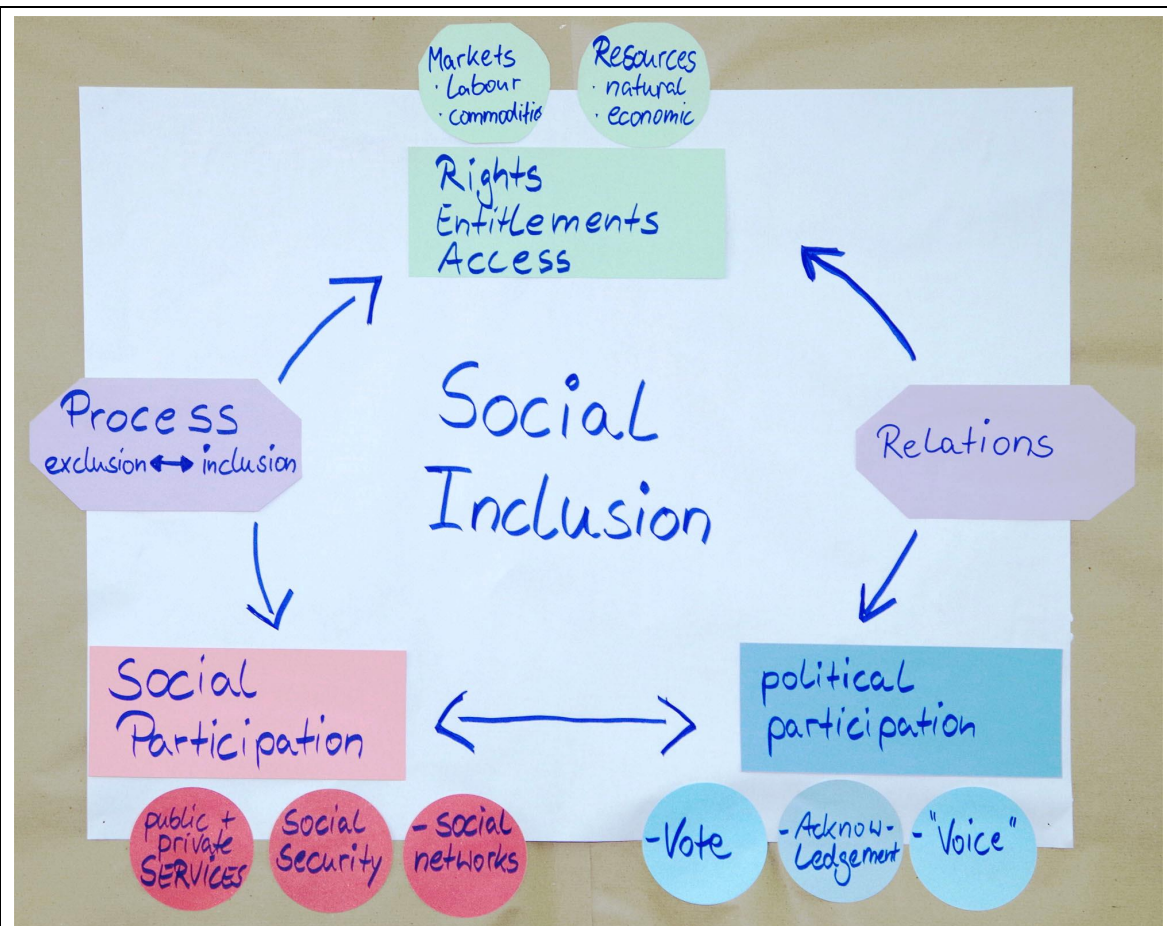 Markets
· Labour
· commoditie
Resources
· natural
· economic
Rights
Entitlements
Access
Process
exclusion ↔ inclusion
Social
Inclusion
Relations
Social
Participation
political
participation
public +
private
SERVICES
Social
Security
- social
networks
-Vote
-Acknow-
Ledgement
-"Voice"